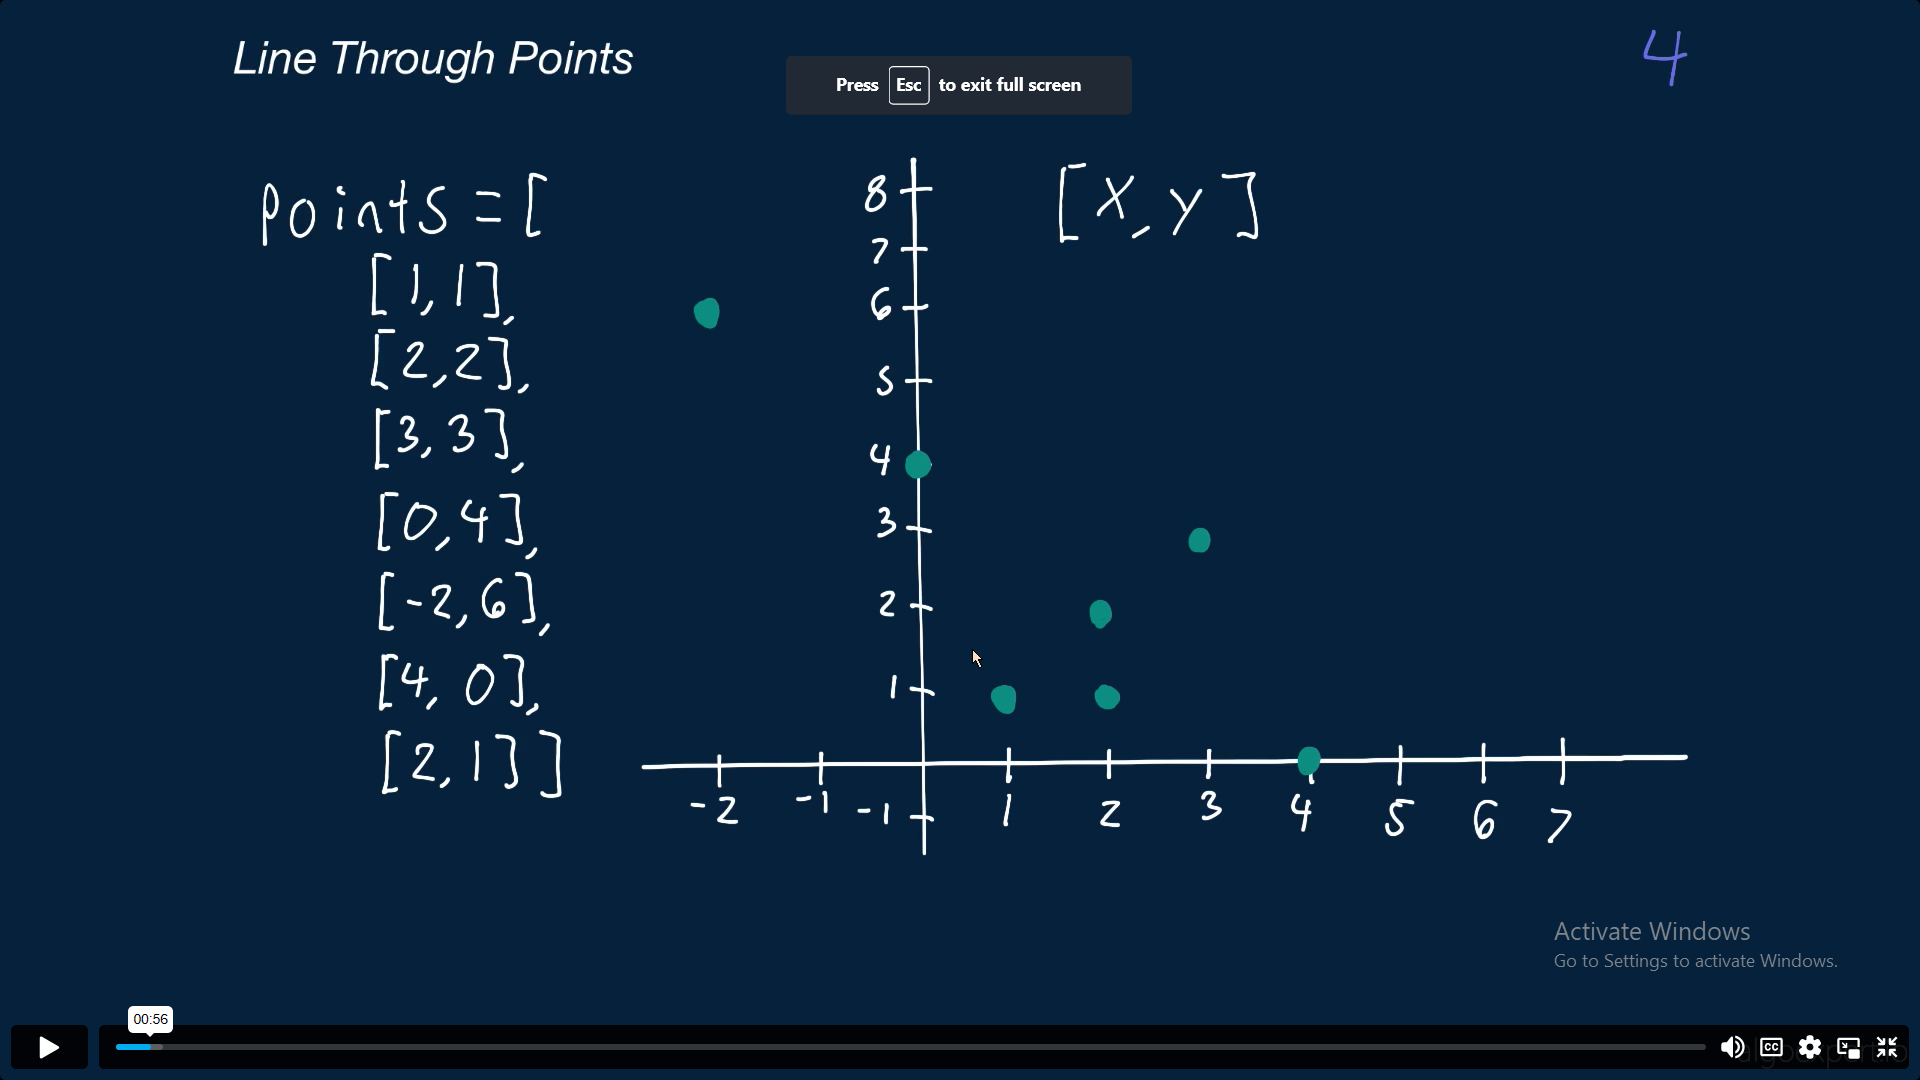 Line Through Points
4
Press Esc to exit full screen
points = [
[1, 1],
[2, 2],
[3, 3],
[0, 4],
[-2, 6],
[4, 0],
[2, 1]]
[x, y]
8
7
6
5
4
3
2
1
-1
-2 -1 1 2 3 4 5 6 7
Activate Windows
Go to Settings to activate Windows.
00:56
CC